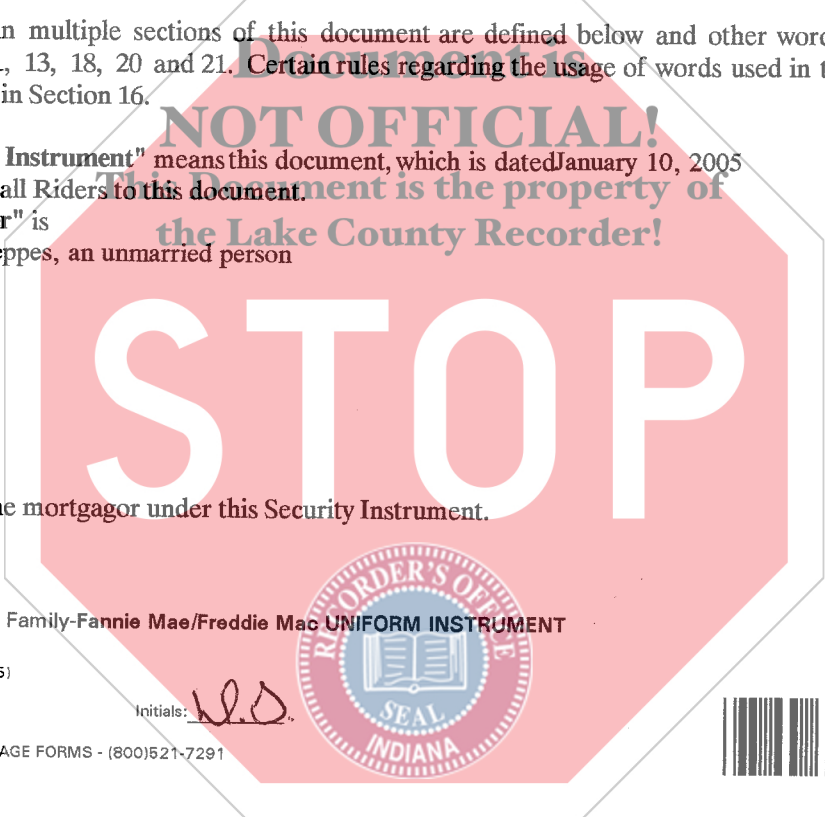 n multiple sections of this document are defined below and other word
, 13, 18, 20 and 21. Certain rules regarding the usage of words used in t
in Section 16.
Document is
NOT OFFICIAL!
This Document is the property of
the Lake County Recorder!
Instrument" means this document, which is datedJanuary 10, 2005
all Riders to this document.
r" is
eppes, an unmarried person
STOP
e mortgagor under this Security Instrument.
Family-Fannie Mae/Freddie Mac UNIFORM INSTRUMENT
5)
Initials: D.S.
AGE FORMS - (800)521-7291
RECORDER'S OFFICE
SEAL
INDIANA